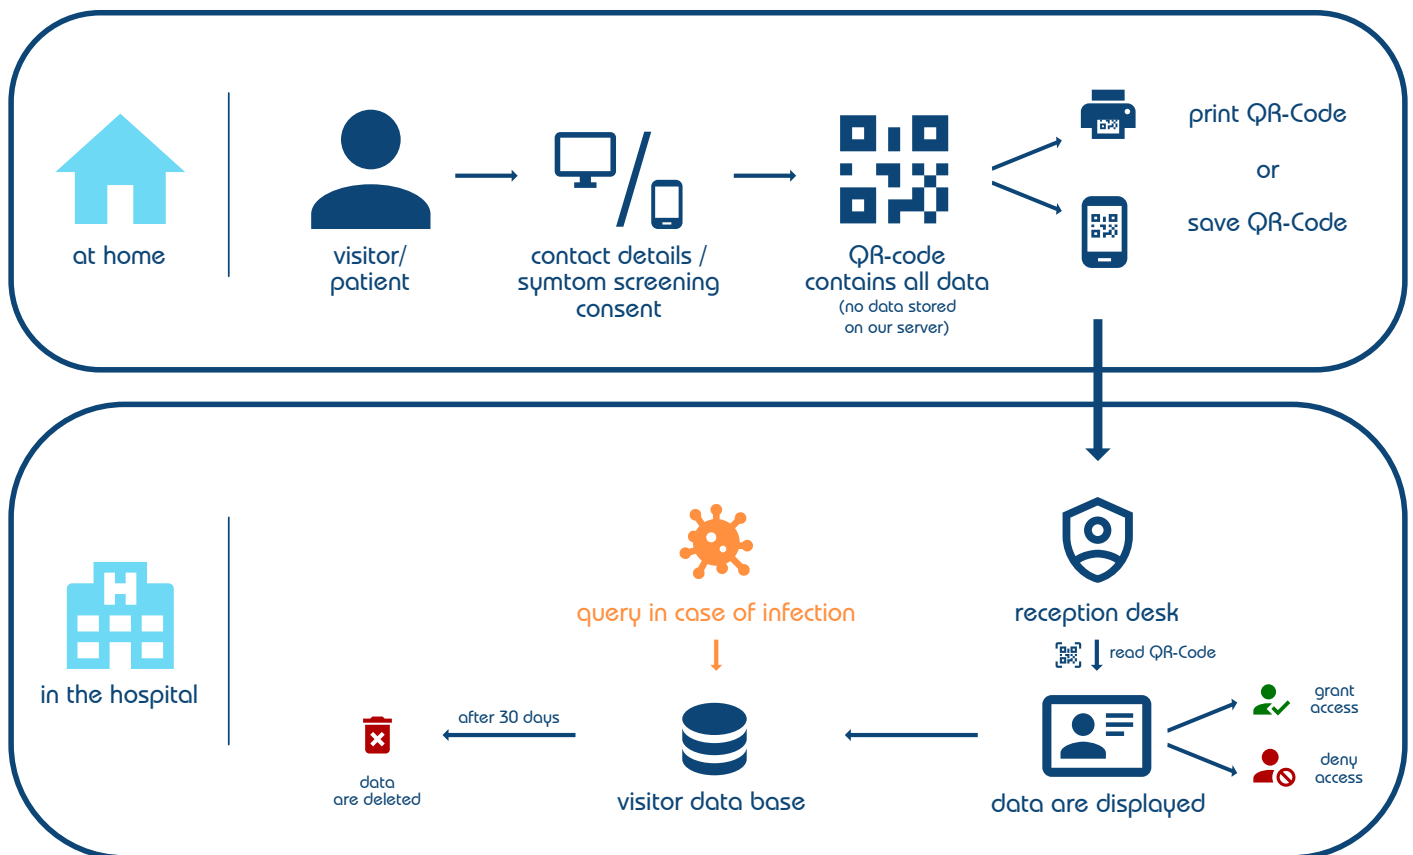 at home
visitor/
patient
contact details /
symtom screening
consent
QR-code
contains all data
(no data stored
on our server)
print QR-Code
or
save QR-Code
in the hospital
query in case of infection
reception desk
read QR-Code
grant
access
deny
access
data are displayed
visitor data base
after 30 days
data
are deleted